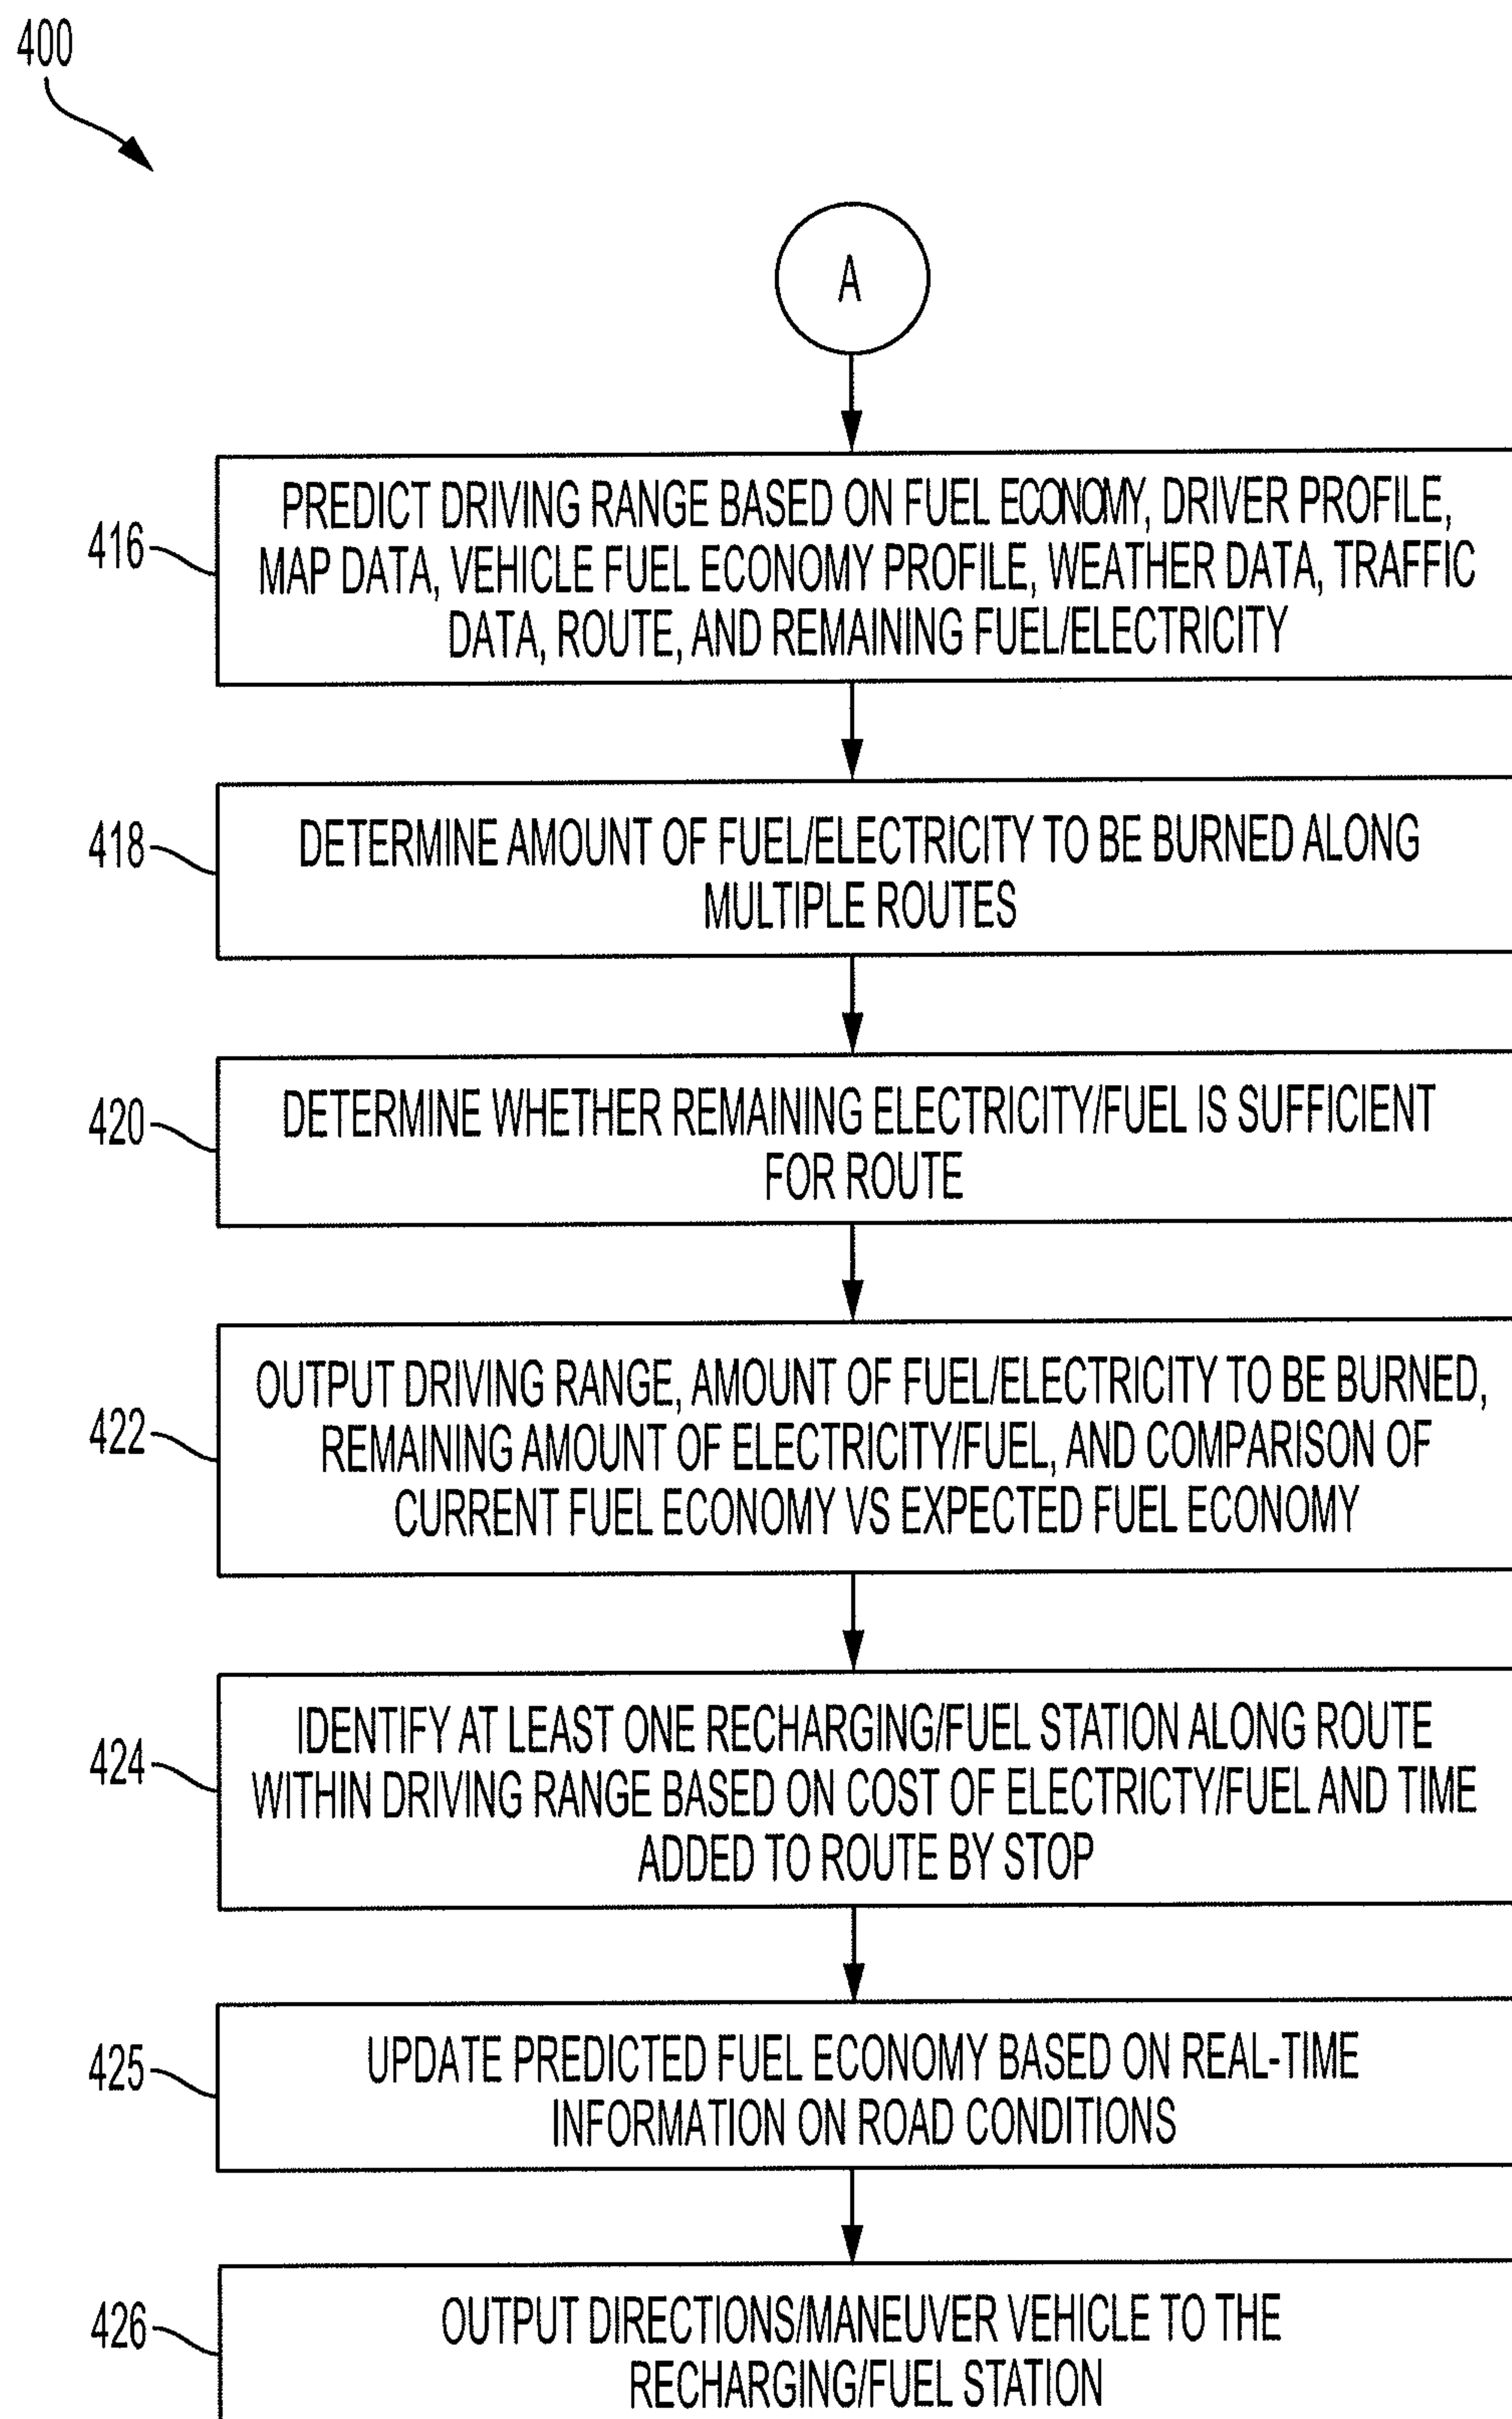 400
A
416
PREDICT DRIVING RANGE BASED ON FUEL ECONOMY, DRIVER PROFILE,
MAP DATA, VEHICLE FUEL ECONOMY PROFILE, WEATHER DATA, TRAFFIC
DATA, ROUTE, AND REMAINING FUEL/ELECTRICITY
418
DETERMINE AMOUNT OF FUEL/ELECTRICITY TO BE BURNED ALONG
MULTIPLE ROUTES
420
DETERMINE WHETHER REMAINING ELECTRICITY/FUEL IS SUFFICIENT
FOR ROUTE
422
OUTPUT DRIVING RANGE, AMOUNT OF FUEL/ELECTRICITY TO BE BURNED,
REMAINING AMOUNT OF ELECTRICITY/FUEL, AND COMPARISON OF
CURRENT FUEL ECONOMY VS EXPECTED FUEL ECONOMY
424
IDENTIFY AT LEAST ONE RECHARGING/FUEL STATION ALONG ROUTE
WITHIN DRIVING RANGE BASED ON COST OF ELECTRICTY/FUEL AND TIME
ADDED TO ROUTE BY STOP
425
UPDATE PREDICTED FUEL ECONOMY BASED ON REAL-TIME
INFORMATION ON ROAD CONDITIONS
426
OUTPUT DIRECTIONS/MANEUVER VEHICLE TO THE
RECHARGING/FUEL STATION